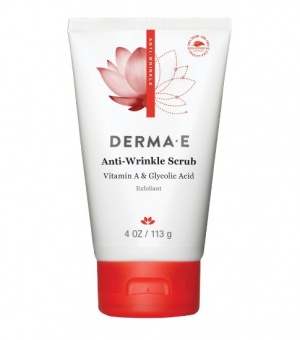 ANTI-WRINKLE
DERMA·E
Anti-Wrinkle Scrub
Vitamin A & Glycolic Acid
Exfoliant
4 OZ / 113 g